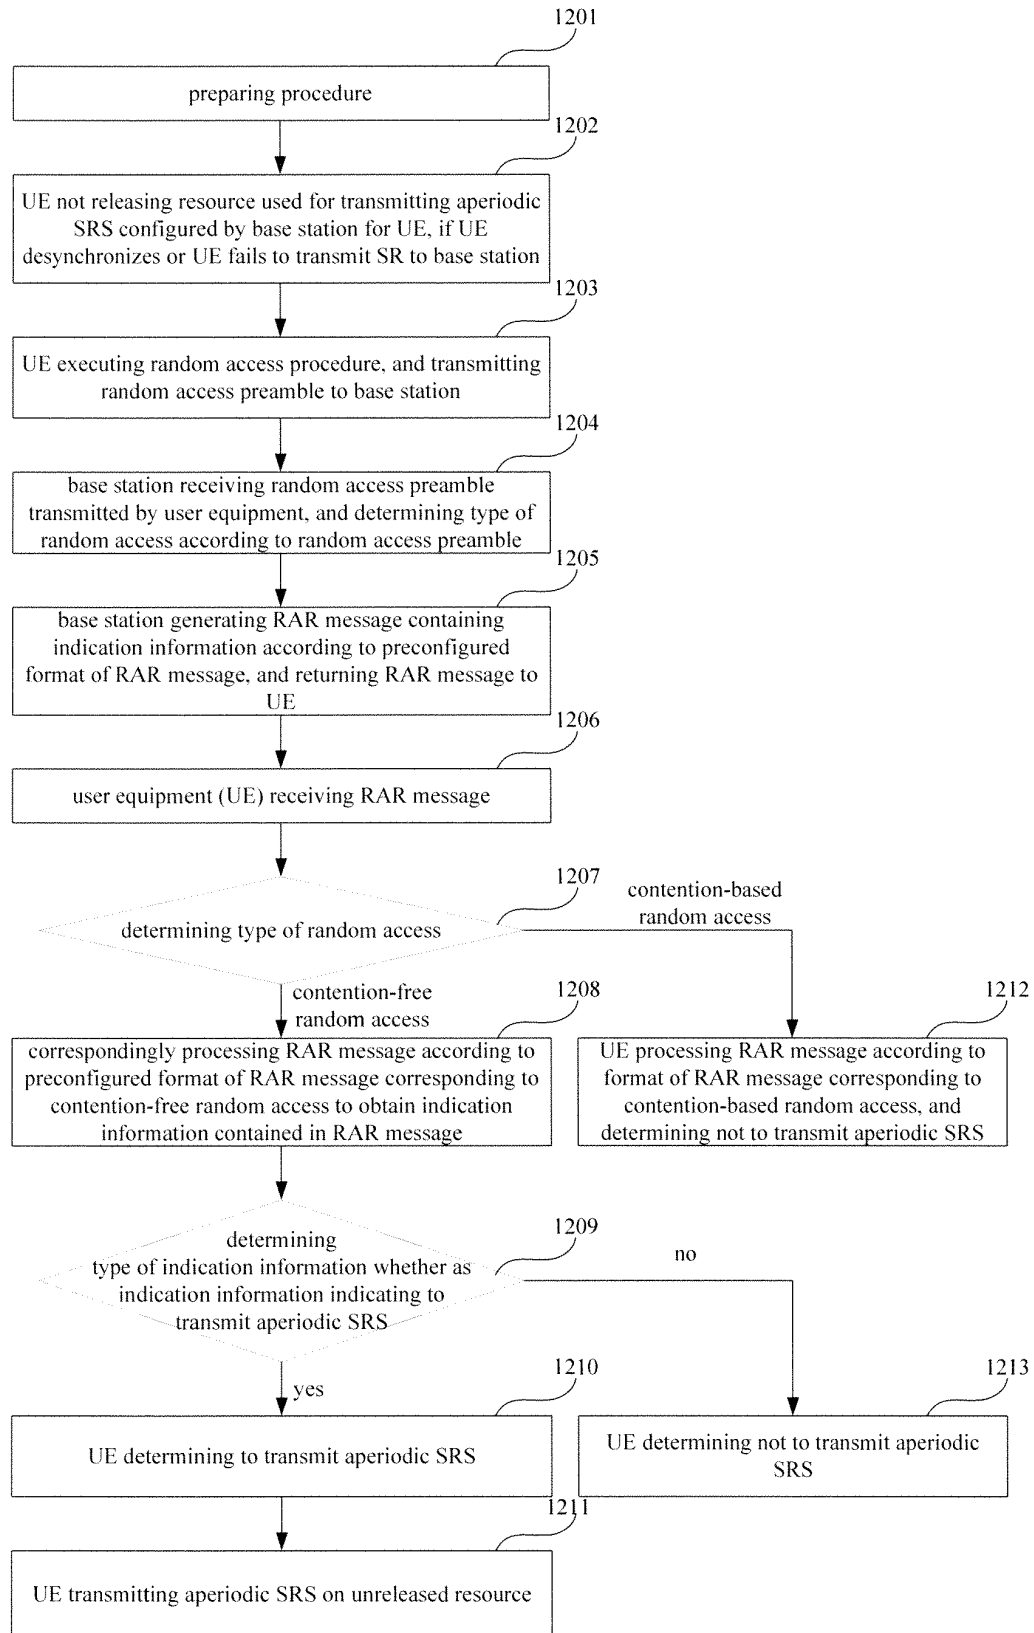 1201
preparing procedure
1202
UE not releasing resource used for transmitting aperiodic
SRS configured by base station for UE, if UE
desynchronizes or UE fails to transmit SR to base station
1203
UE executing random access procedure, and transmitting
random access preamble to base station
1204
base station receiving random access preamble
transmitted by user equipment, and determining type of
random access according to random access preamble
1205
base station generating RAR message containing
indication information according to preconfigured
format of RAR message, and returning RAR message to
UE
1206
user equipment (UE) receiving RAR message
1207
determining type of random access
contention-based
random access
contention-free
random access
1208
correspondingly processing RAR message according to
preconfigured format of RAR message corresponding to
contention-free random access to obtain indication
information contained in RAR message
1212
UE processing RAR message according to
format of RAR message corresponding to
contention-based random access, and
determining not to transmit aperiodic SRS
1209
determining
type of indication information whether as
indication information indicating to
transmit aperiodic SRS
no
yes
1210
UE determining to transmit aperiodic SRS
1213
UE determining not to transmit aperiodic
SRS
1211
UE transmitting aperiodic SRS on unreleased resource